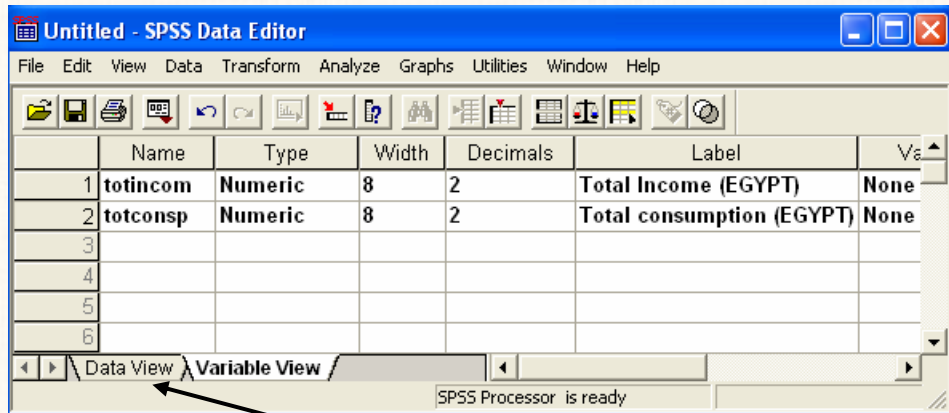 Untitled - SPSS Data Editor
File Edit View Data Transform Analyze Graphs Utilities Window Help
Name Type Width Decimals Label Va
1 totincom Numeric 8 2 Total Income (EGYPT) None
2 totconsp Numeric 8 2 Total consumption (EGYPT) None
3
4
5
6
Data View Variable View
SPSS Processor is ready